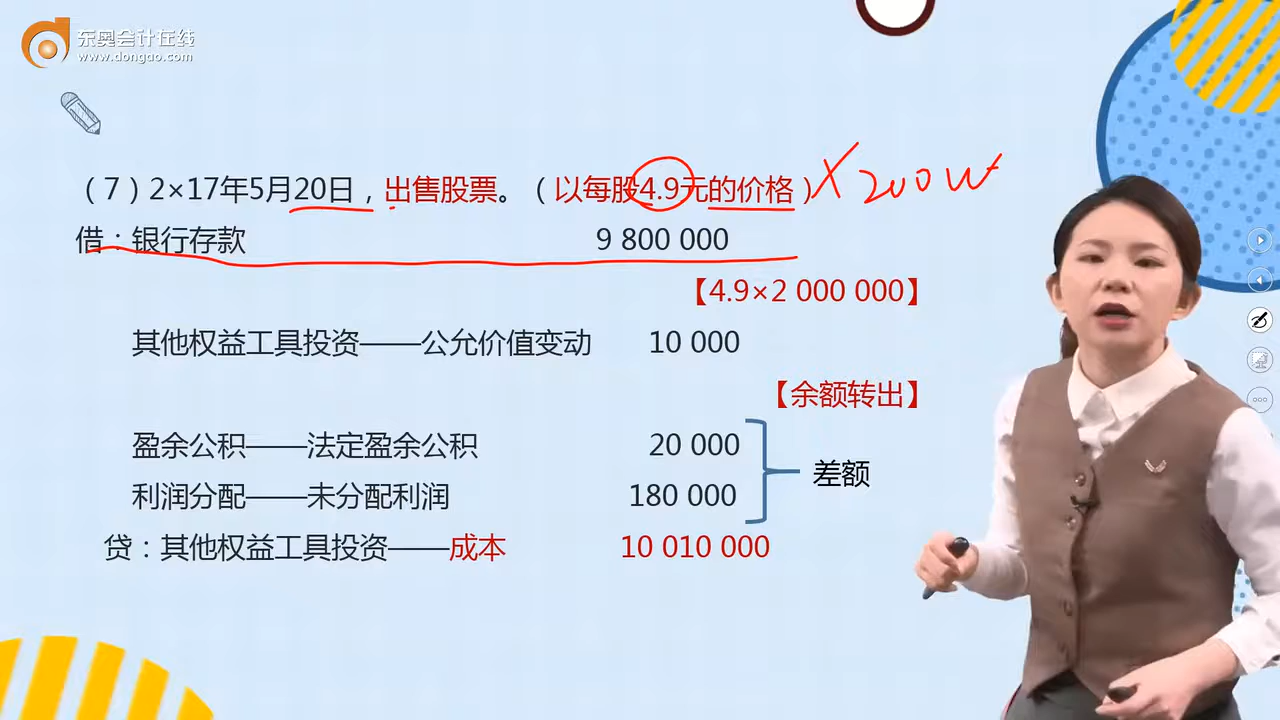 东奥会计在线
www.dongao.com
（7）2×17年5月20日，出售股票。（以每股4.9元的价格）×200W
借：银行存款 9 800 000
【4.9×2 000 000】
其他权益工具投资——公允价值变动 10 000
【余额转出】
盈余公积——法定盈余公积 20 000
利润分配——未分配利润 180 000
差额
贷：其他权益工具投资——成本 10 010 000